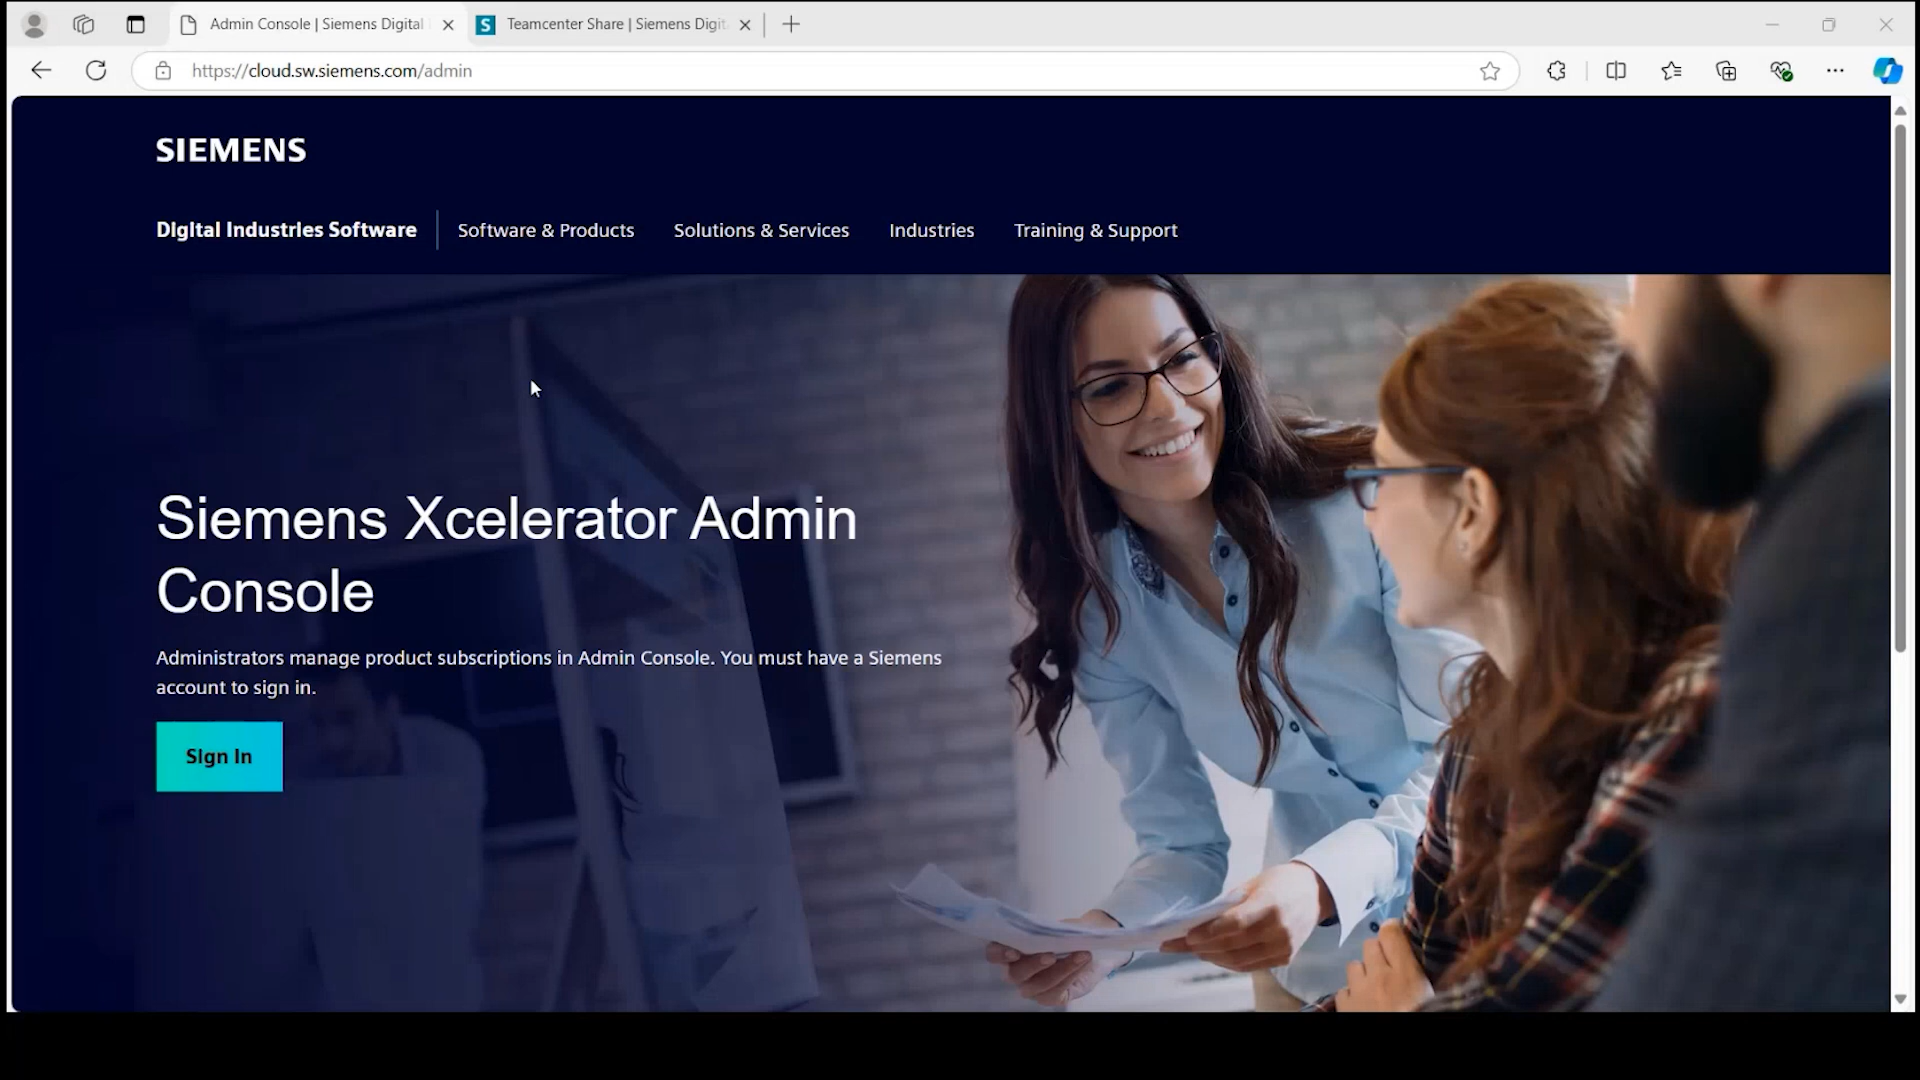 Admin Console | Siemens Digital
Teamcenter Share | Siemens Digit
https://cloud.sw.siemens.com/admin
SIEMENS
Digital Industries Software
Software & Products
Solutions & Services
Industries
Training & Support
Siemens Xcelerator Admin
Console
Administrators manage product subscriptions in Admin Console. You must have a Siemens
account to sign in.
Sign In